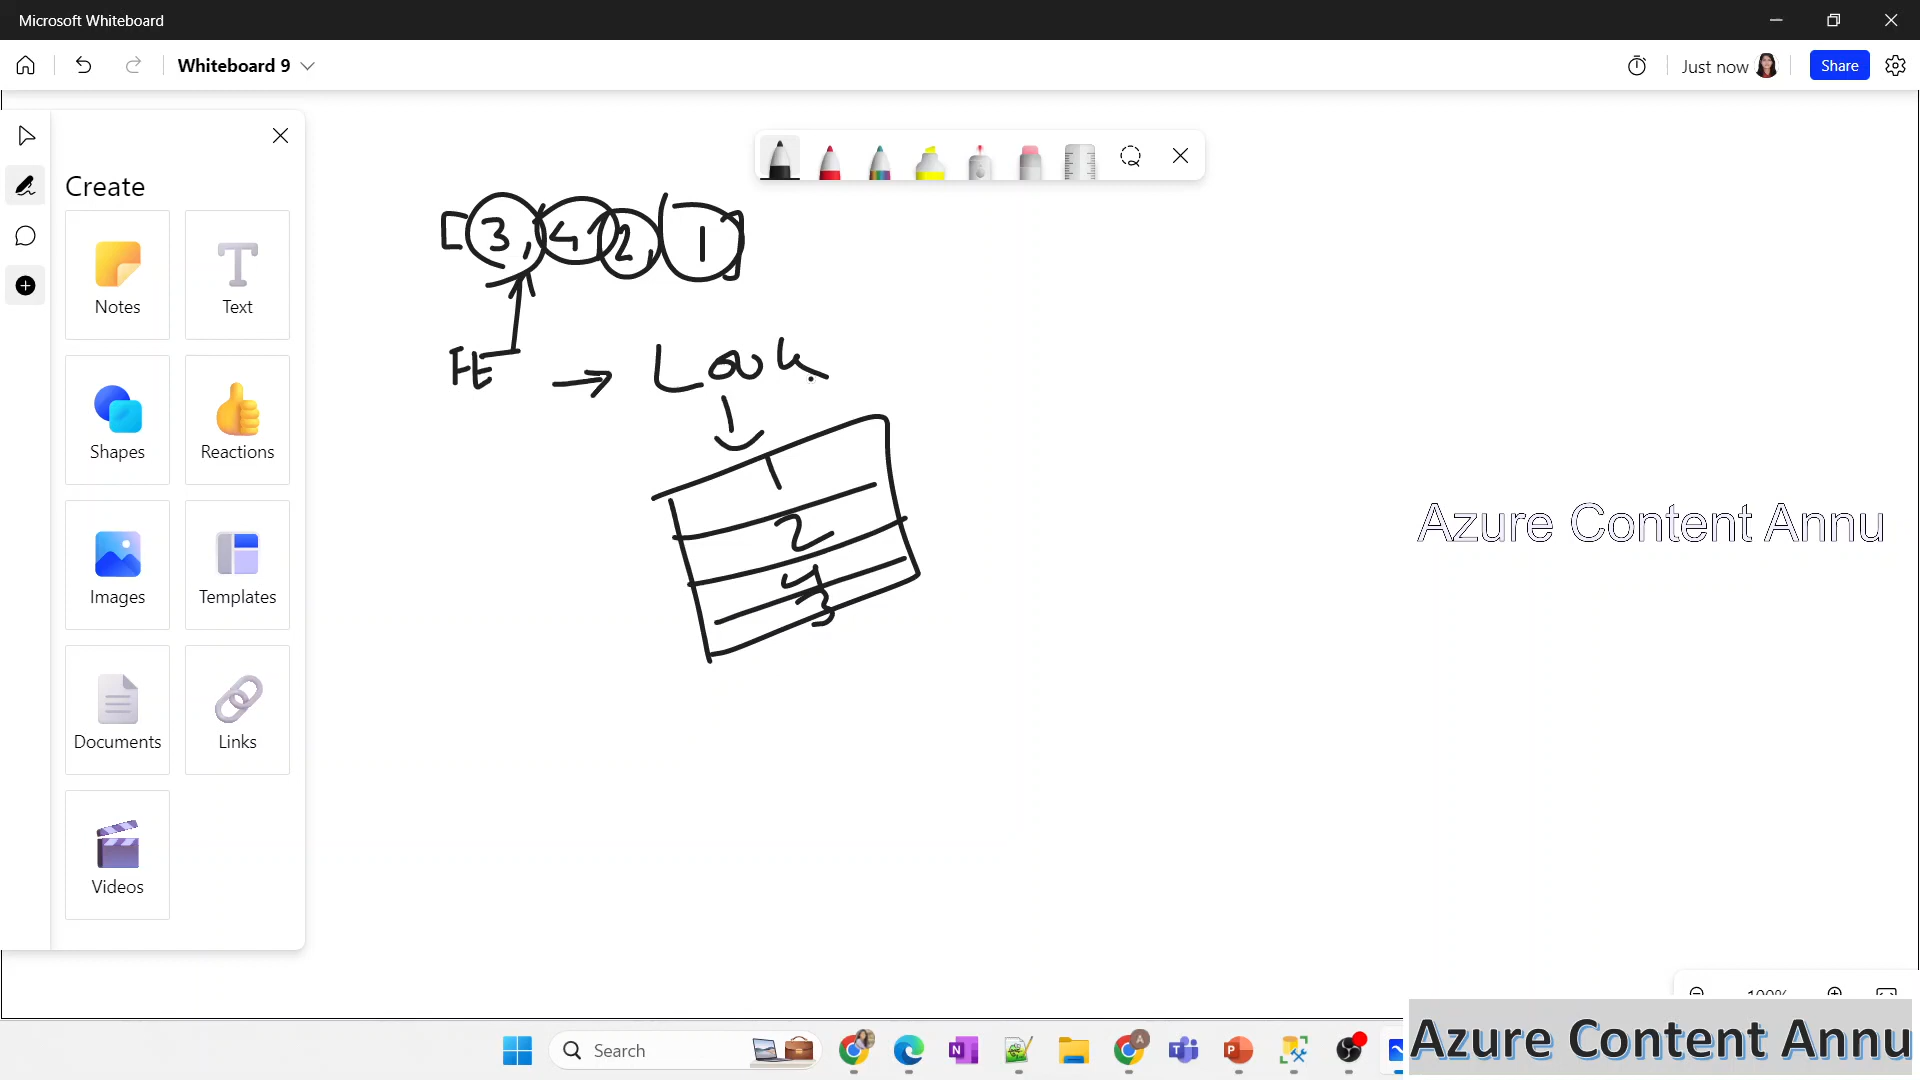 Microsoft Whiteboard
Whiteboard 9
Just now
Share
Create
Notes
Text
Shapes
Reactions
Images
Templates
Documents
Links
Videos
[3, 4, 2, 1]
FE → Look
1
2
4
3
Azure Content Annu
100%
Search
Azure Content Annu